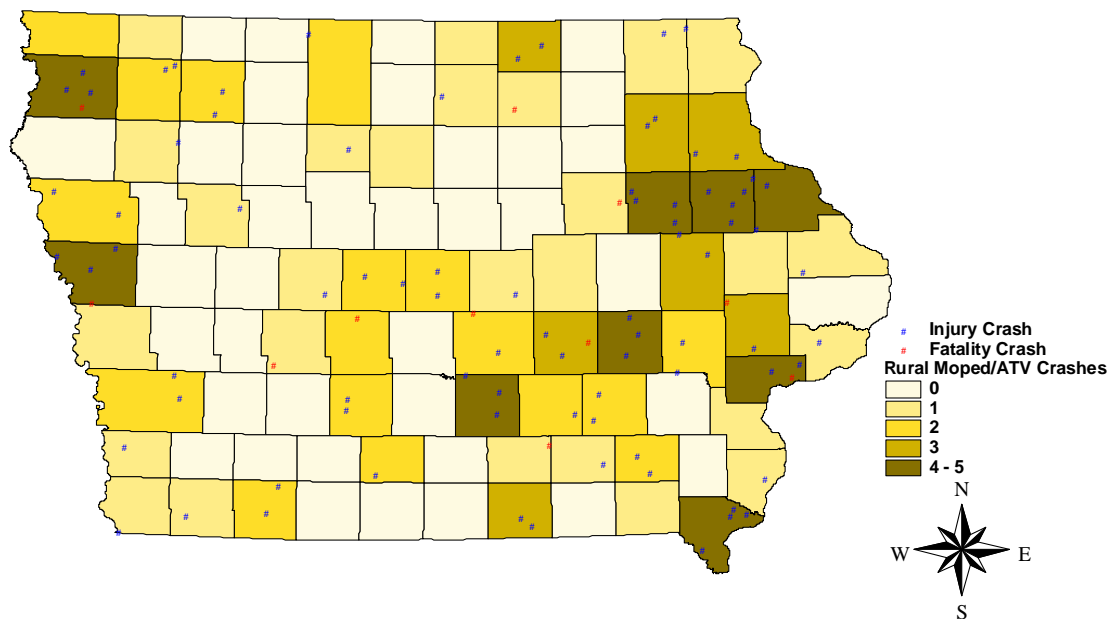 # Injury Crash
# Fatality Crash
Rural Moped/ATV Crashes
0
1
2
3
4 - 5
N
W E
S